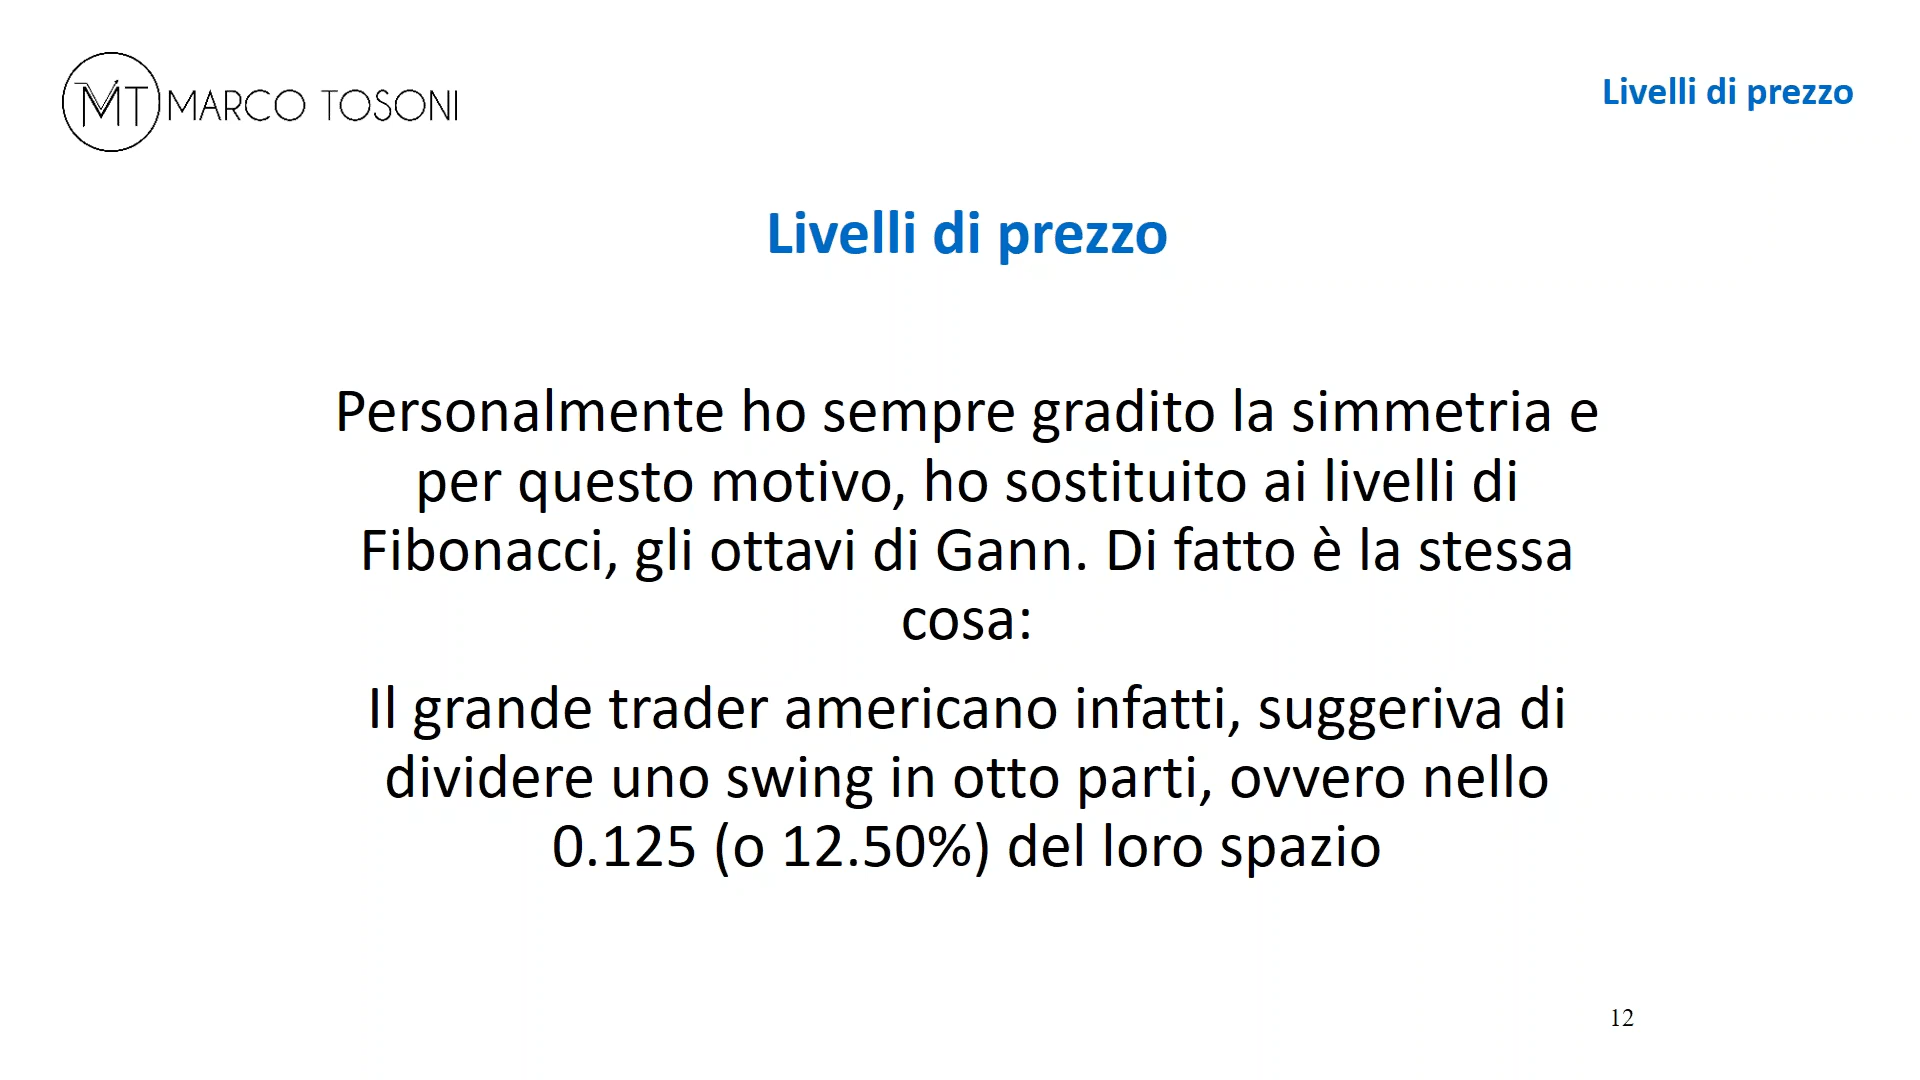 MT MARCO TOSONI
Livelli di prezzo
Livelli di prezzo
Personalmente ho sempre gradito la simmetria e
per questo motivo, ho sostituito ai livelli di
Fibonacci, gli ottavi di Gann. Di fatto è la stessa
cosa:
Il grande trader americano infatti, suggeriva di
dividere uno swing in otto parti, ovvero nello
0.125 (o 12.50%) del loro spazio
12